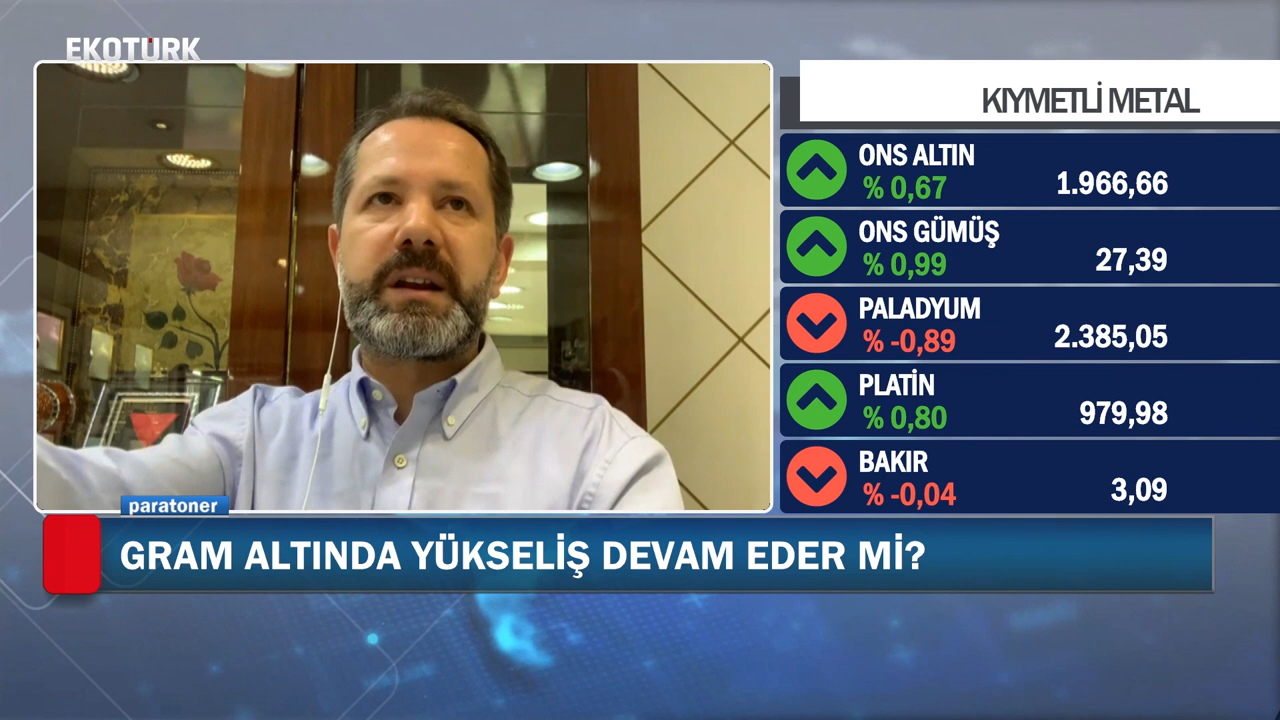 EKOTÜRK
KIYMETLİ METAL
ONS ALTIN
% 0,67
1.966,66
ONS GÜMÜŞ
% 0,99
27,39
PALADYUM
% -0,89
2.385,05
PLATİN
% 0,80
979,98
BAKIR
% -0,04
3,09
paratoner
GRAM ALTINDA YÜKSELİŞ DEVAM EDER Mİ?